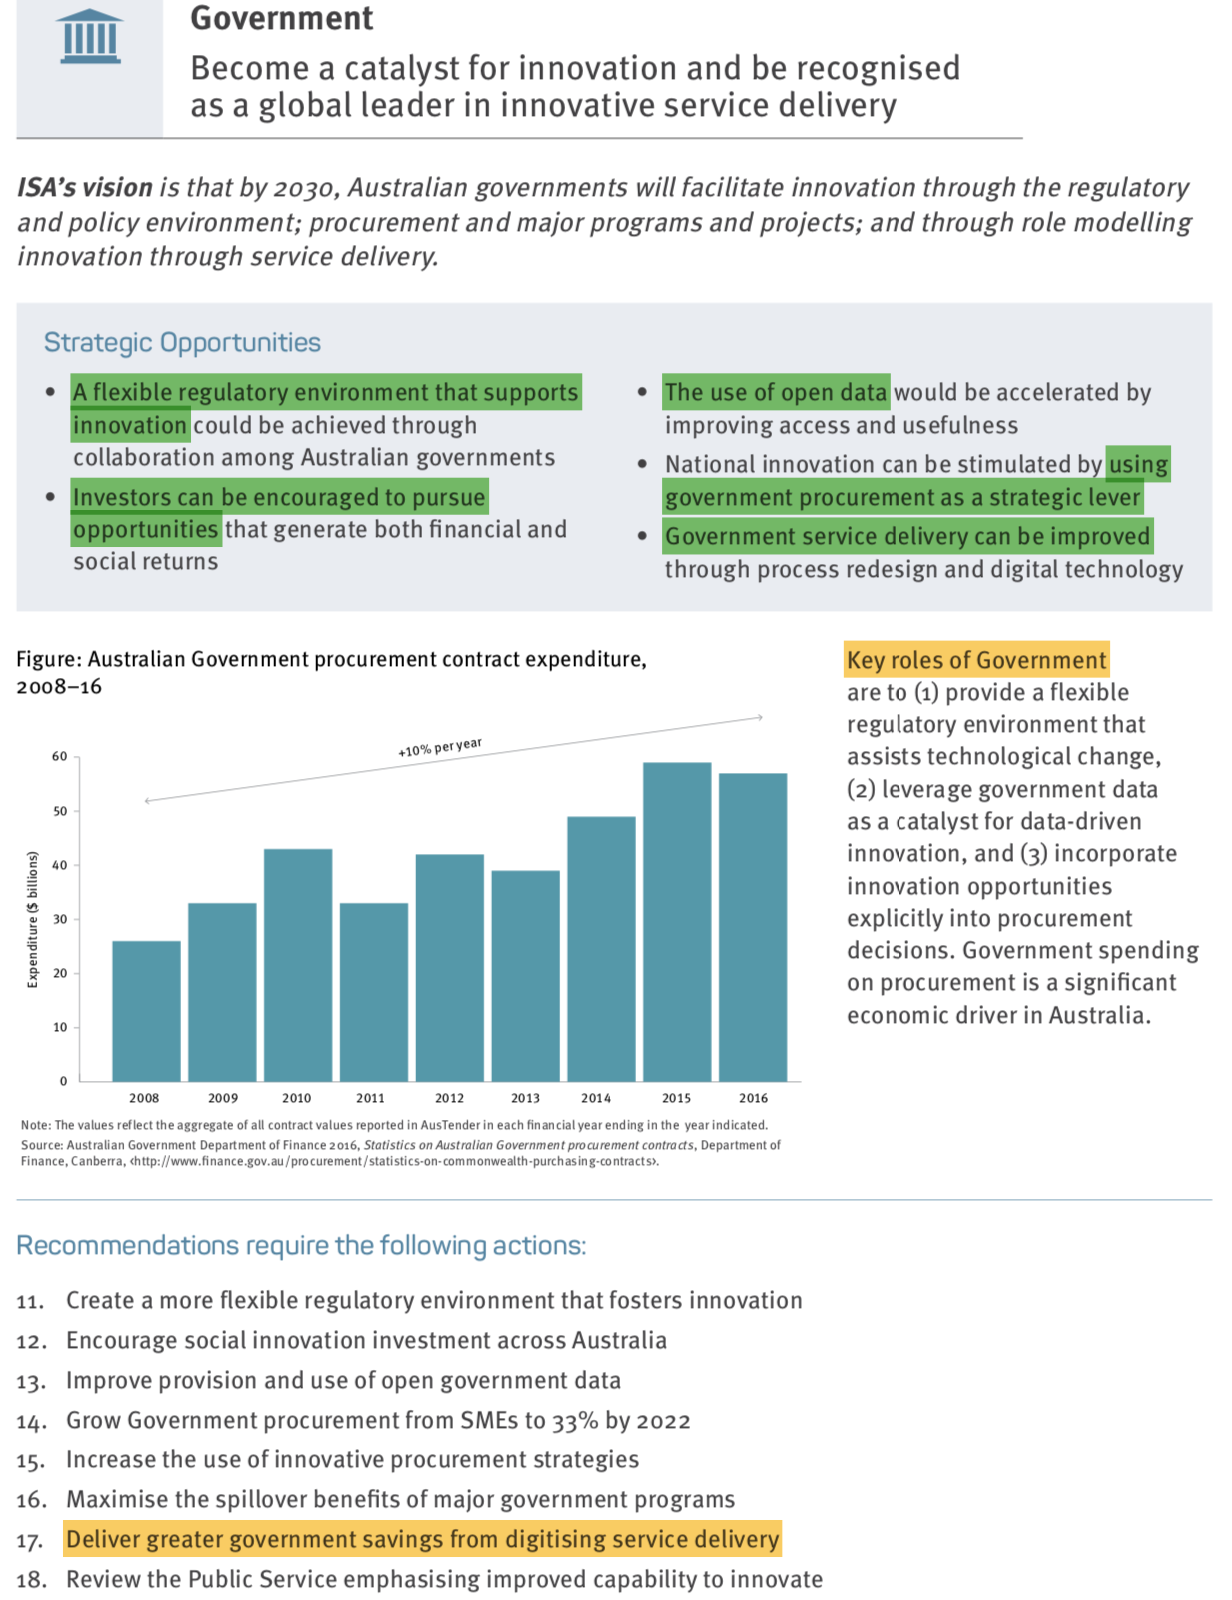 Government
Become a catalyst for innovation and be recognised
as a global leader in innovative service delivery
ISA's vision is that by 2030, Australian governments will facilitate innovation through the regulatory
and policy environment; procurement and major programs and projects; and through role modelling
innovation through service delivery.
Strategic Opportunities
• A flexible regulatory environment that supports
innovation could be achieved through
collaboration among Australian governments
• Investors can be encouraged to pursue
opportunities that generate both financial and
social returns
• The use of open data would be accelerated by
improving access and usefulness
• National innovation can be stimulated by using
government procurement as a strategic lever
• Government service delivery can be improved
through process redesign and digital technology
Figure: Australian Government procurement contract expenditure,
2008–16
+10% per year
Expenditure ($ billions)
60
50
40
30
20
10
0
2008 2009 2010 2011 2012 2013 2014 2015 2016
Note: The values reflect the aggregate of all contract values reported in AusTender in each financial year ending in the year indicated.
Source: Australian Government Department of Finance 2016, Statistics on Australian Government procurement contracts, Department of
Finance, Canberra, ‹http://www.finance.gov.au/procurement/statistics-on-commonwealth-purchasing-contracts›.
Key roles of Government
are to (1) provide a flexible
regulatory environment that
assists technological change,
(2) leverage government data
as a catalyst for data-driven
innovation, and (3) incorporate
innovation opportunities
explicitly into procurement
decisions. Government spending
on procurement is a significant
economic driver in Australia.
Recommendations require the following actions:
11. Create a more flexible regulatory environment that fosters innovation
12. Encourage social innovation investment across Australia
13. Improve provision and use of open government data
14. Grow Government procurement from SMEs to 33% by 2022
15. Increase the use of innovative procurement strategies
16. Maximise the spillover benefits of major government programs
17. Deliver greater government savings from digitising service delivery
18. Review the Public Service emphasising improved capability to innovate